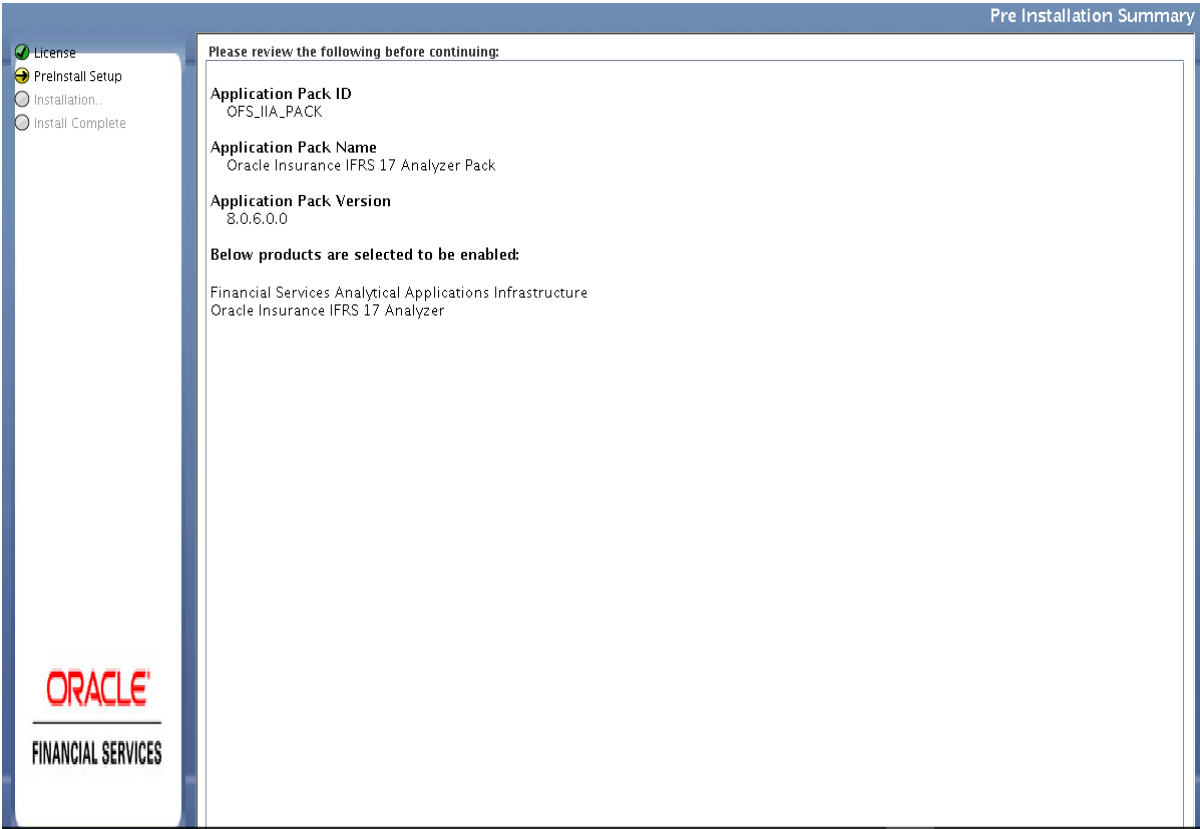 Pre Installation Summary
License
PreInstall Setup
Installation..
Install Complete
Please review the following before continuing:
Application Pack ID
OFS_IIA_PACK
Application Pack Name
Oracle Insurance IFRS 17 Analyzer Pack
Application Pack Version
8.0.6.0.0
Below products are selected to be enabled:
Financial Services Analytical Applications Infrastructure
Oracle Insurance IFRS 17 Analyzer
ORACLE
FINANCIAL SERVICES